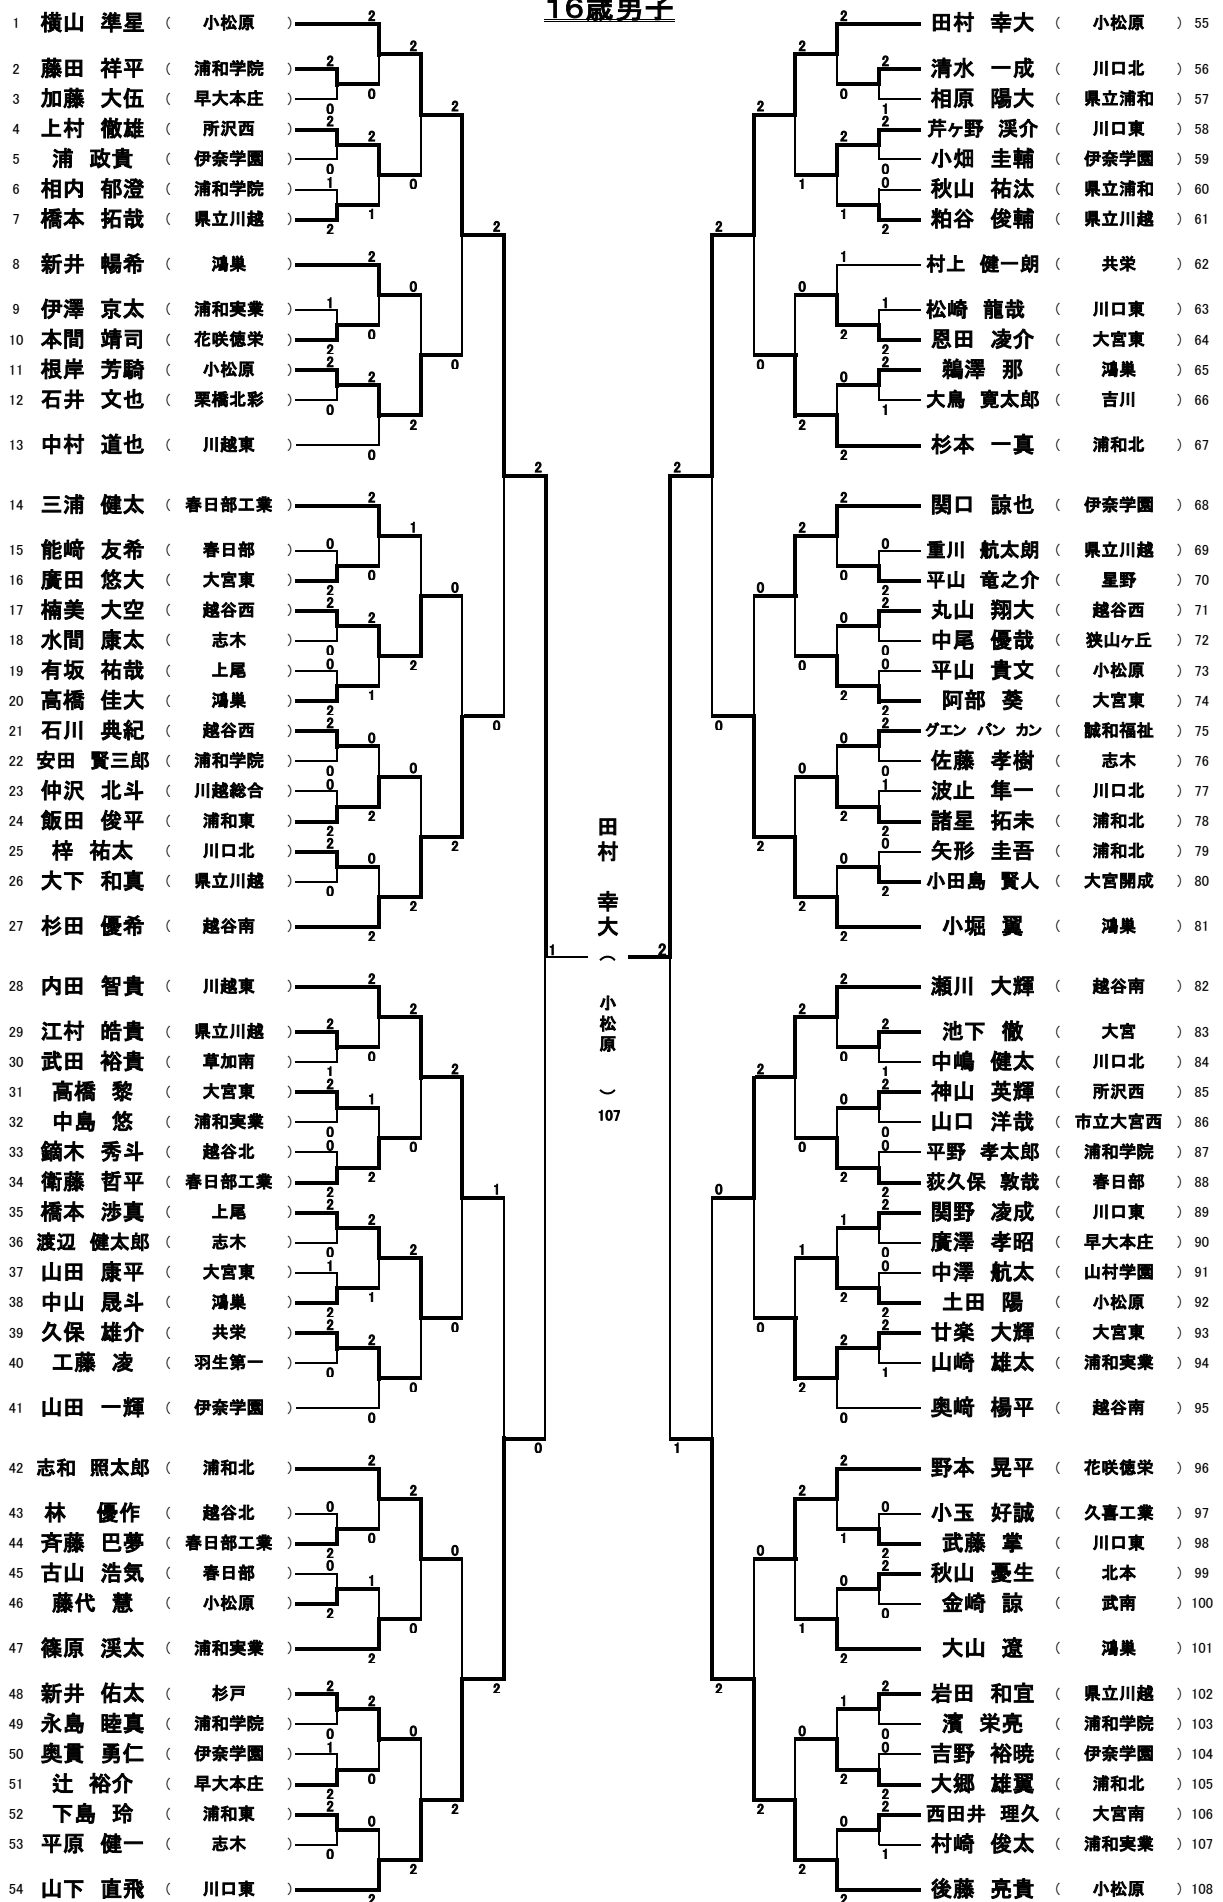 16歳男子
1 横山 準星 （ 小松原 ）
2 藤田 祥平 （ 浦和学院 ）
3 加藤 大伍 （ 早大本庄 ）
4 上村 徹雄 （ 所沢西 ）
5 浦 政貴 （ 伊奈学園 ）
6 相内 郁澄 （ 浦和学院 ）
7 橋本 拓哉 （ 県立川越 ）
8 新井 暢希 （ 鴻巣 ）
9 伊澤 京太 （ 浦和実業 ）
10 本間 靖司 （ 花咲徳栄 ）
11 根岸 芳騎 （ 小松原 ）
12 石井 文也 （ 栗橋北彩 ）
13 中村 道也 （ 川越東 ）
14 三浦 健太 （ 春日部工業 ）
15 能﨑 友希 （ 春日部 ）
16 廣田 悠大 （ 大宮東 ）
17 楠美 大空 （ 越谷西 ）
18 水間 康太 （ 志木 ）
19 有坂 祐哉 （ 上尾 ）
20 高橋 佳大 （ 鴻巣 ）
21 石川 典紀 （ 越谷西 ）
22 安田 賢三郎 （ 浦和学院 ）
23 仲沢 北斗 （ 川越総合 ）
24 飯田 俊平 （ 浦和東 ）
25 梓 祐太 （ 川口北 ）
26 大下 和真 （ 県立川越 ）
27 杉田 優希 （ 越谷南 ）
28 内田 智貴 （ 川越東 ）
29 江村 皓貴 （ 県立川越 ）
30 武田 裕貴 （ 草加南 ）
31 高橋 黎 （ 大宮東 ）
32 中島 悠 （ 浦和実業 ）
33 鏑木 秀斗 （ 越谷北 ）
34 衛藤 哲平 （ 春日部工業 ）
35 橋本 渉真 （ 上尾 ）
36 渡辺 健太郎 （ 志木 ）
37 山田 康平 （ 大宮東 ）
38 中山 晟斗 （ 鴻巣 ）
39 久保 雄介 （ 共栄 ）
40 工藤 凌 （ 羽生第一 ）
41 山田 一輝 （ 伊奈学園 ）
42 志和 照太郎 （ 浦和北 ）
43 林 優作 （ 越谷北 ）
44 斉藤 巴夢 （ 春日部工業 ）
45 古山 浩気 （ 春日部 ）
46 藤代 慧 （ 小松原 ）
47 篠原 渓太 （ 浦和実業 ）
48 新井 佑太 （ 杉戸 ）
49 永島 睦真 （ 浦和学院 ）
50 奥貫 勇仁 （ 伊奈学園 ）
51 辻 裕介 （ 早大本庄 ）
52 下島 玲 （ 浦和東 ）
53 平原 健一 （ 志木 ）
54 山下 直飛 （ 川口東 ）
田村 幸大 （ 小松原 ）
107
田村 幸大 （ 小松原 ） 55
清水 一成 （ 川口北 ） 56
相原 陽大 （ 県立浦和 ） 57
芹ヶ野 渓介 （ 川口東 ） 58
小畑 圭輔 （ 伊奈学園 ） 59
秋山 祐汰 （ 県立浦和 ） 60
粕谷 俊輔 （ 県立川越 ） 61
村上 健一朗 （ 共栄 ） 62
松崎 龍哉 （ 川口東 ） 63
恩田 凌介 （ 大宮東 ） 64
鵜澤 那 （ 鴻巣 ） 65
大鳥 寛太郎 （ 吉川 ） 66
杉本 一真 （ 浦和北 ） 67
関口 諒也 （ 伊奈学園 ） 68
重川 航太朗 （ 県立川越 ） 69
平山 竜之介 （ 星野 ） 70
丸山 翔大 （ 越谷西 ） 71
中尾 優哉 （ 狭山ヶ丘 ） 72
平山 貴文 （ 小松原 ） 73
阿部 葵 （ 大宮東 ） 74
グエン バン カン （ 誠和福祉 ） 75
佐藤 孝樹 （ 志木 ） 76
波止 隼一 （ 川口北 ） 77
諸星 拓未 （ 浦和北 ） 78
矢形 圭吾 （ 浦和北 ） 79
小田島 賢人 （ 大宮開成 ） 80
小堀 翼 （ 鴻巣 ） 81
瀬川 大輝 （ 越谷南 ） 82
池下 徹 （ 大宮 ） 83
中嶋 健太 （ 川口北 ） 84
神山 英輝 （ 所沢西 ） 85
山口 洋哉 （ 市立大宮西 ） 86
平野 孝太郎 （ 浦和学院 ） 87
荻久保 敦哉 （ 春日部 ） 88
関野 凌成 （ 川口東 ） 89
廣澤 孝昭 （ 早大本庄 ） 90
中澤 航太 （ 山村学園 ） 91
土田 陽 （ 小松原 ） 92
廿楽 大輝 （ 大宮東 ） 93
山崎 雄太 （ 浦和実業 ） 94
奥﨑 楊平 （ 越谷南 ） 95
野本 晃平 （ 花咲徳栄 ） 96
小玉 好誠 （ 久喜工業 ） 97
武藤 掌 （ 川口東 ） 98
秋山 憂生 （ 北本 ） 99
金崎 諒 （ 武南 ） 100
大山 遼 （ 鴻巣 ） 101
岩田 和宜 （ 県立川越 ） 102
濱 栄亮 （ 浦和学院 ） 103
吉野 裕暁 （ 伊奈学園 ） 104
大郷 雄翼 （ 浦和北 ） 105
西田井 理久 （ 大宮南 ） 106
村崎 俊太 （ 浦和実業 ） 107
後藤 亮貴 （ 小松原 ） 108